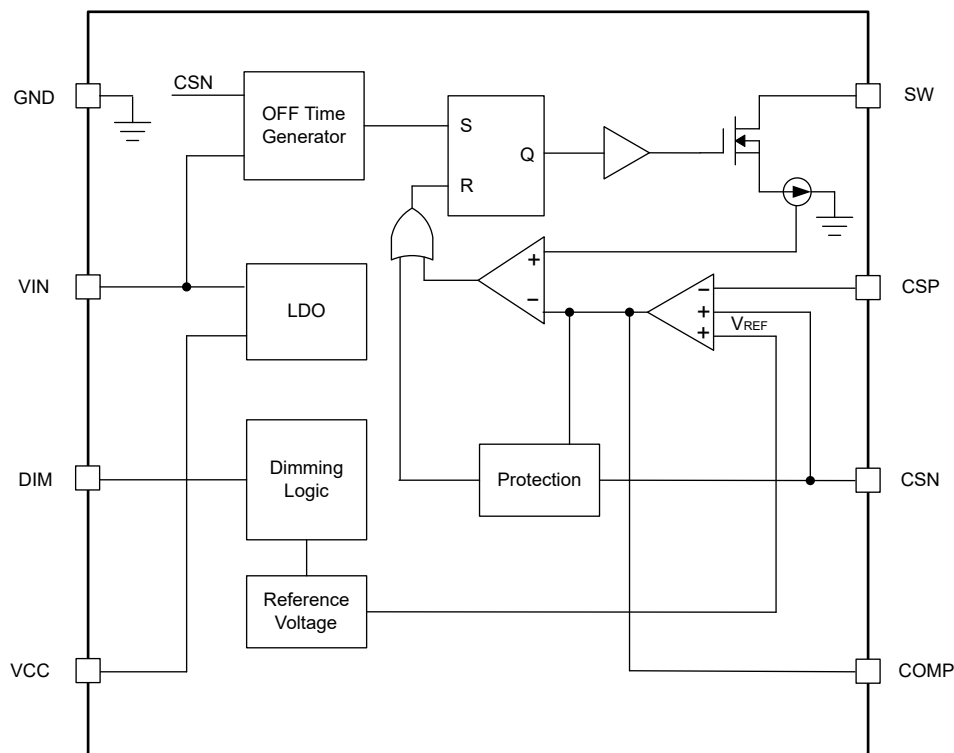 CSN
GND
OFF Time
Generator
S
Q
R
SW
VIN
LDO
+
−
−
+
+
VREF
CSP
DIM
Dimming
Logic
Protection
CSN
Reference
Voltage
VCC
COMP